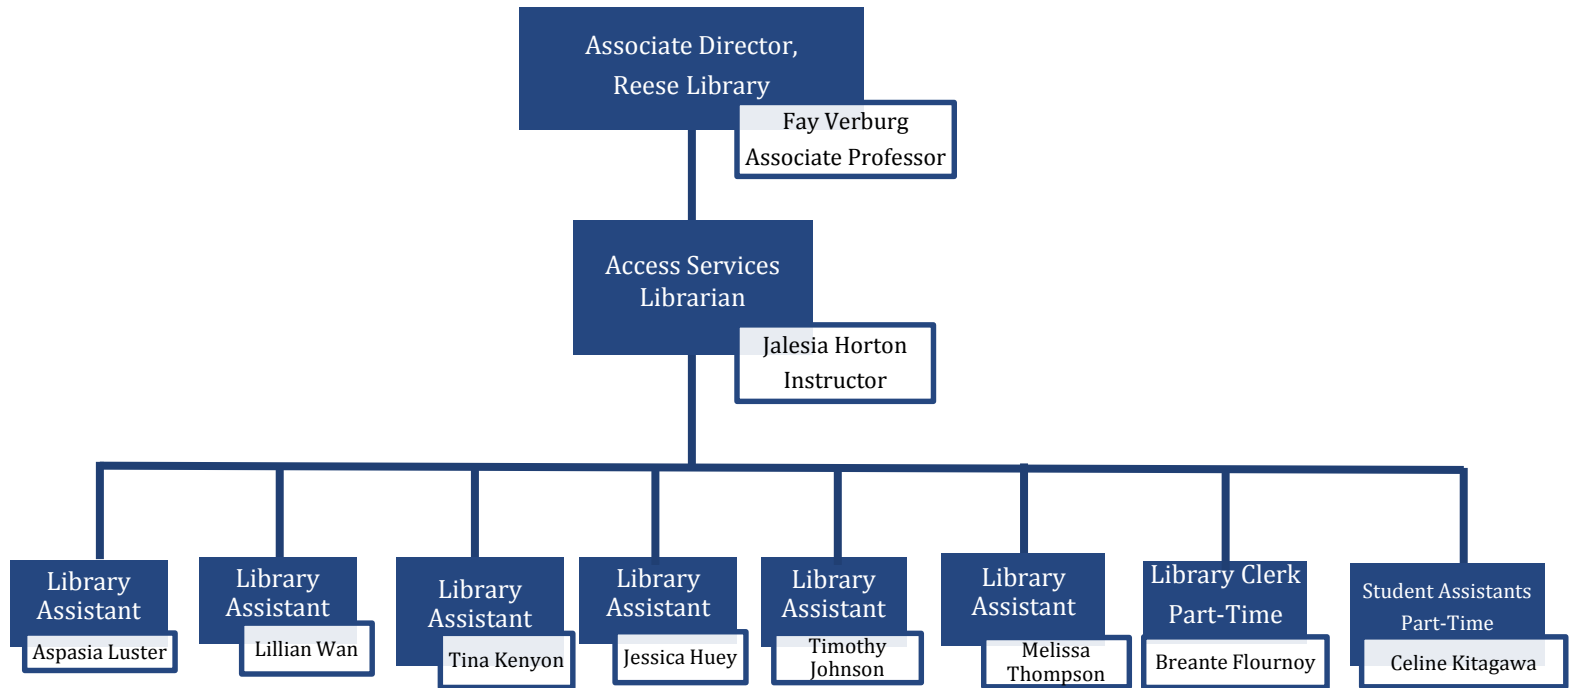 Associate Director,
Reese Library
Fay Verburg
Associate Professor
Access Services
Librarian
Jalesia Horton
Instructor
Library
Assistant
Aspasia Luster
Library
Assistant
Lillian Wan
Library
Assistant
Tina Kenyon
Library
Assistant
Jessica Huey
Library
Assistant
Timothy
Johnson
Library
Assistant
Melissa
Thompson
Library Clerk
Part-Time
Breante Flournoy
Student Assistants
Part-Time
Celine Kitagawa